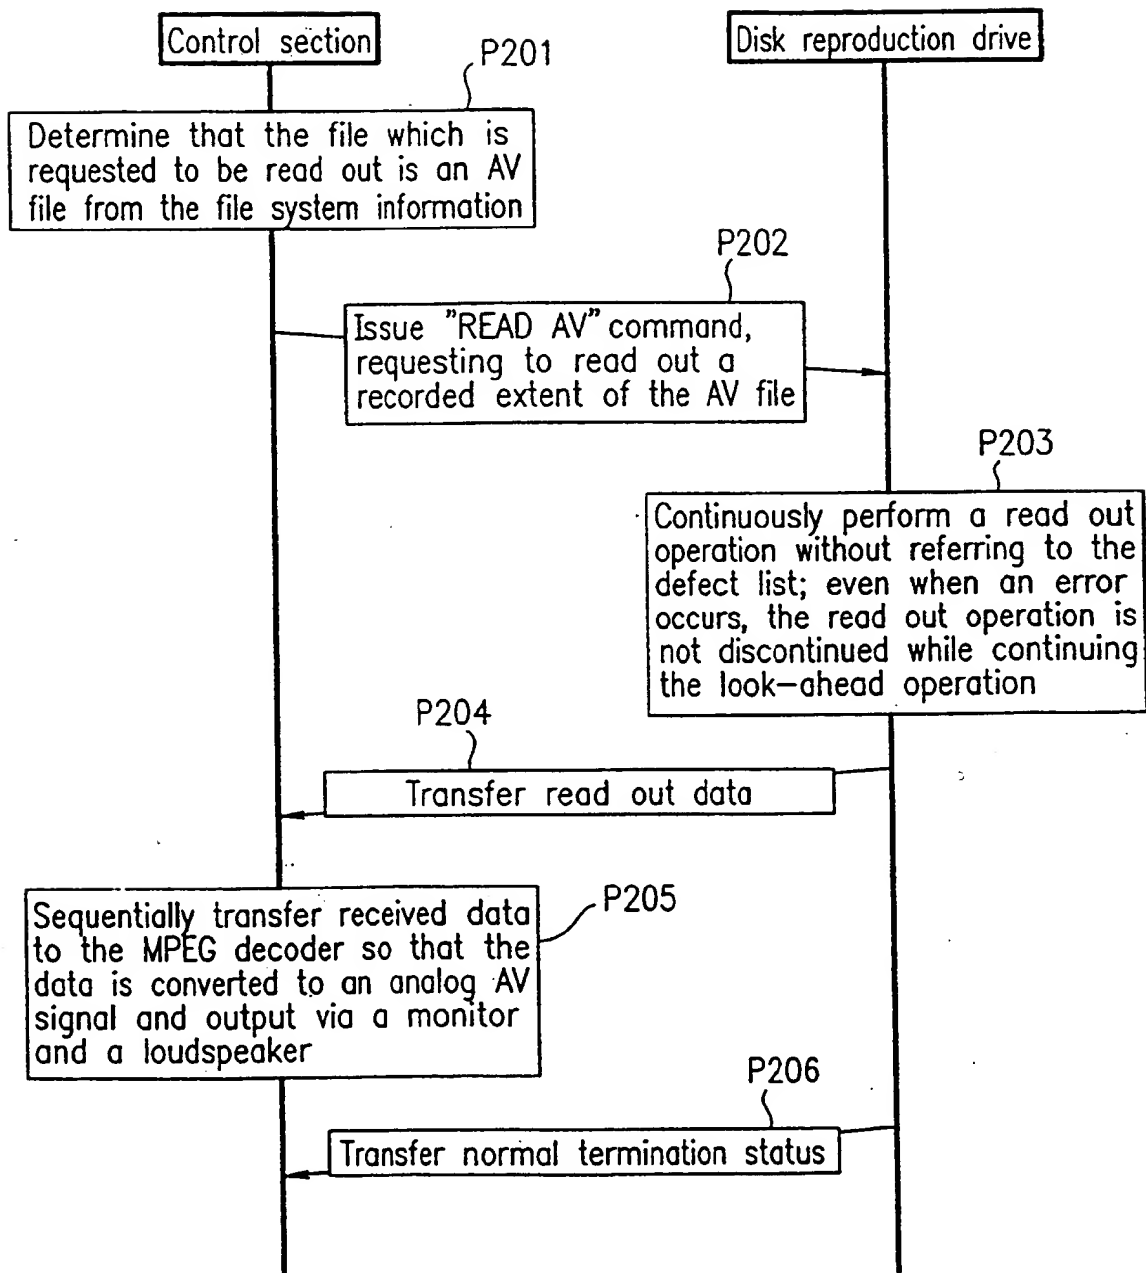 Control section
Disk reproduction drive
P201
Determine that the file which is
requested to be read out is an AV
file from the file system information
P202
Issue "READ AV" command,
requesting to read out a
recorded extent of the AV file
P203
Continuously perform a read out
operation without referring to the
defect list; even when an error
occurs, the read out operation is
not discontinued while continuing
the look-ahead operation
P204
Transfer read out data
P205
Sequentially transfer received data
to the MPEG decoder so that the
data is converted to an analog AV
signal and output via a monitor
and a loudspeaker
P206
Transfer normal termination status